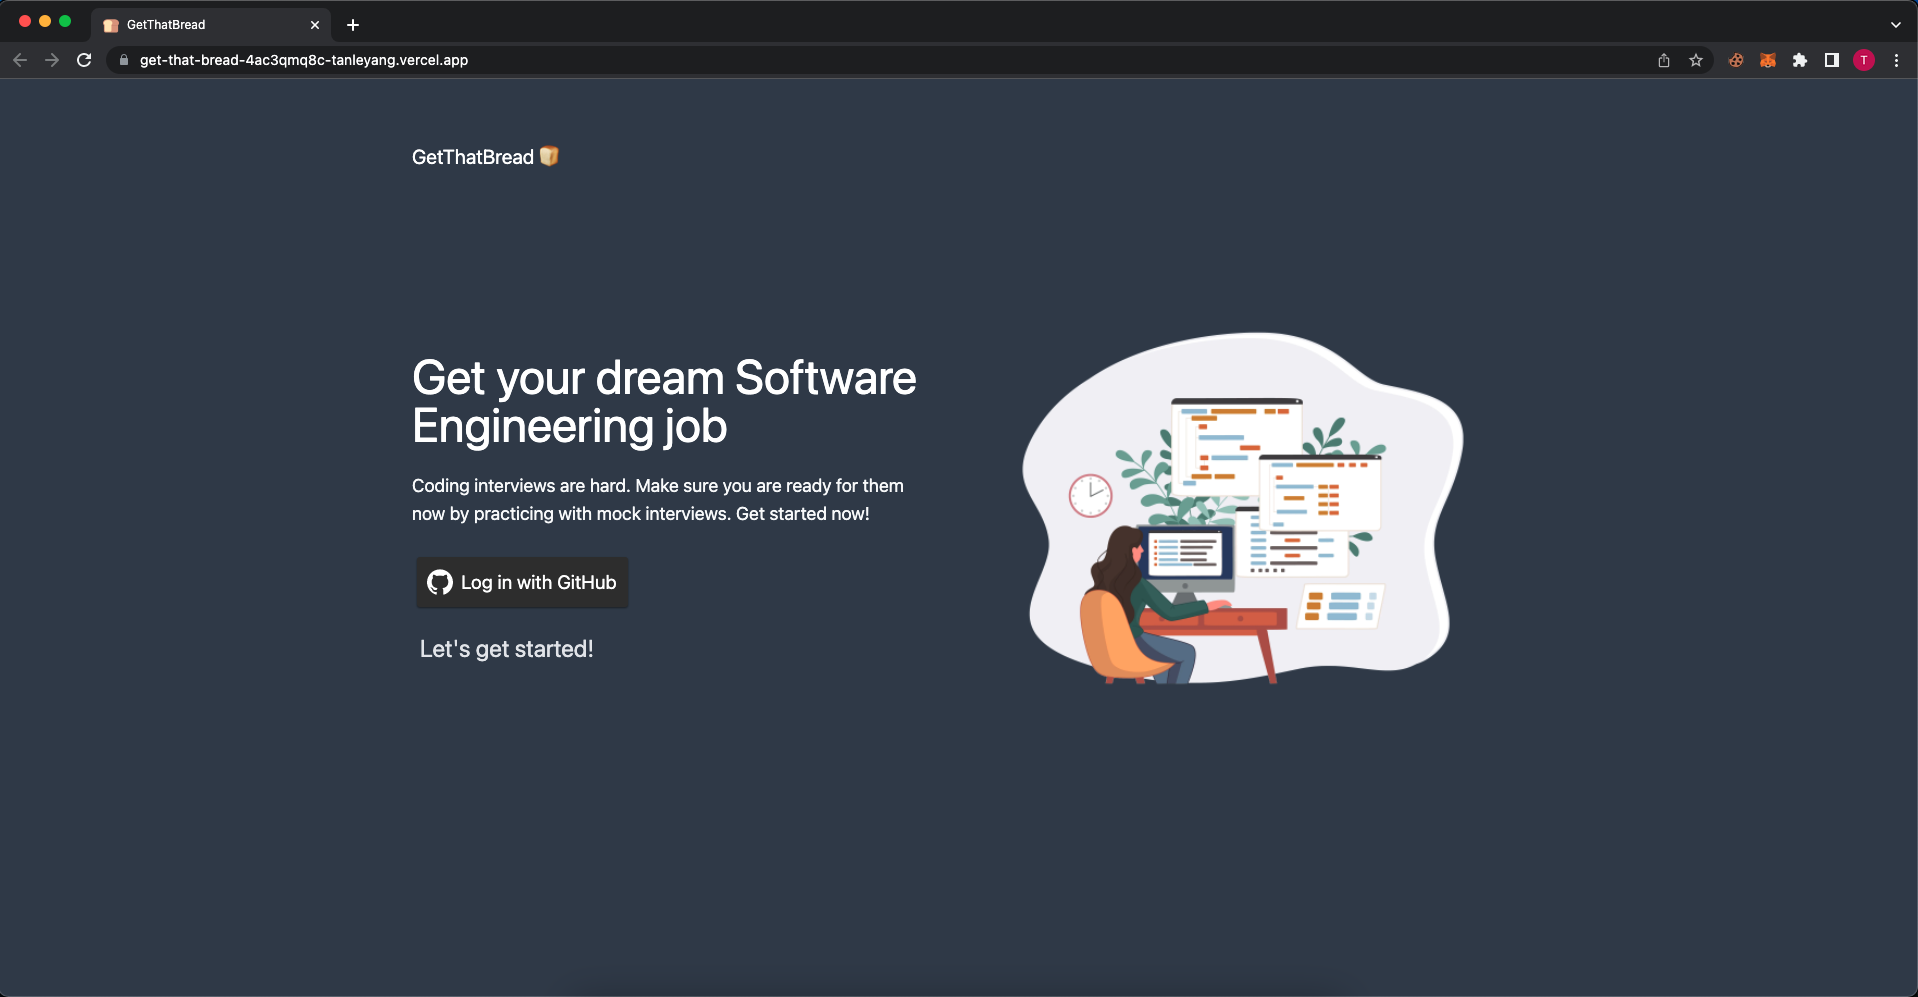 GetThatBread
get-that-bread-4ac3qmq8c-tanleyang.vercel.app
T
GetThatBread 🍞
Get your dream Software
Engineering job
Coding interviews are hard. Make sure you are ready for them
now by practicing with mock interviews. Get started now!
Log in with GitHub
Let's get started!